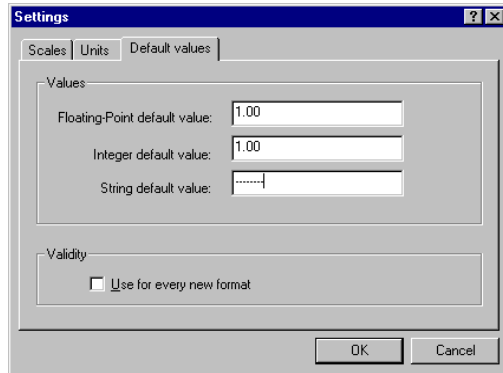 Settings
Scales Units Default values
Values
Floating-Point default value: 1.00
Integer default value: 1.00
String default value: -------
Validity
Use for every new format
OK Cancel